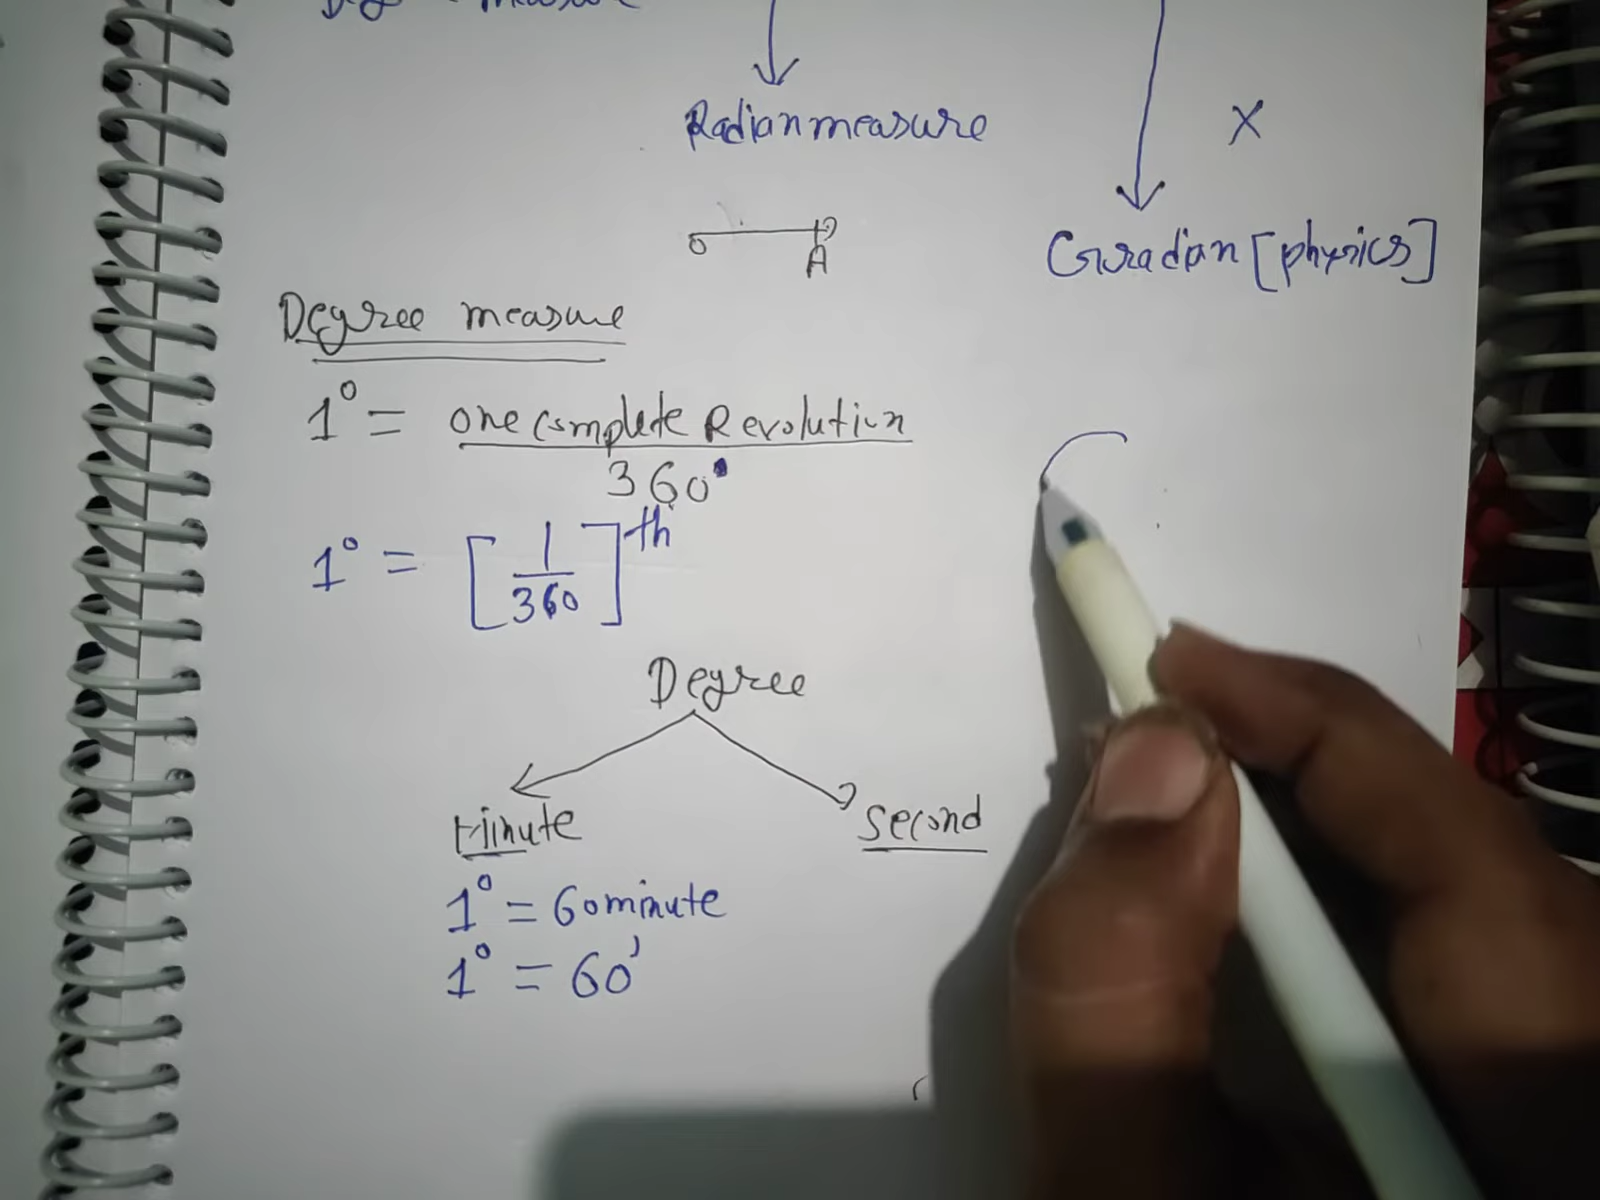 Radian measure
X
Gradian [physics]
O A
Degree measure
1° = one complete Revolution
360°
1° = [1/360]th
Degree
Minute
second
1° = 60 minute
1° = 60'